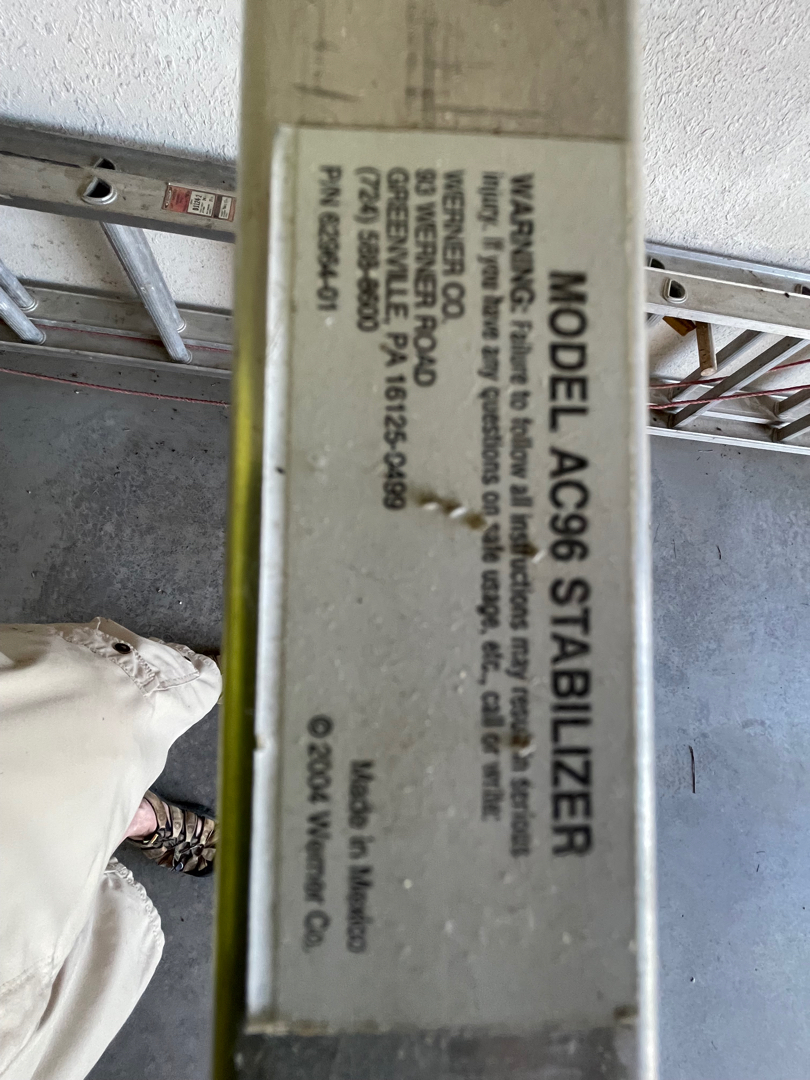 MODEL AC96 STABILIZER
WARNING: Failure to follow all instructions may result in serious
injury. If you have any questions on safe usage, etc., call or write:
WERNER CO.
93 WERNER ROAD
GREENVILLE, PA 16125-0499
(724) 588-8600
P/N 62964-01
Made in Mexico
© 2004 Werner Co.